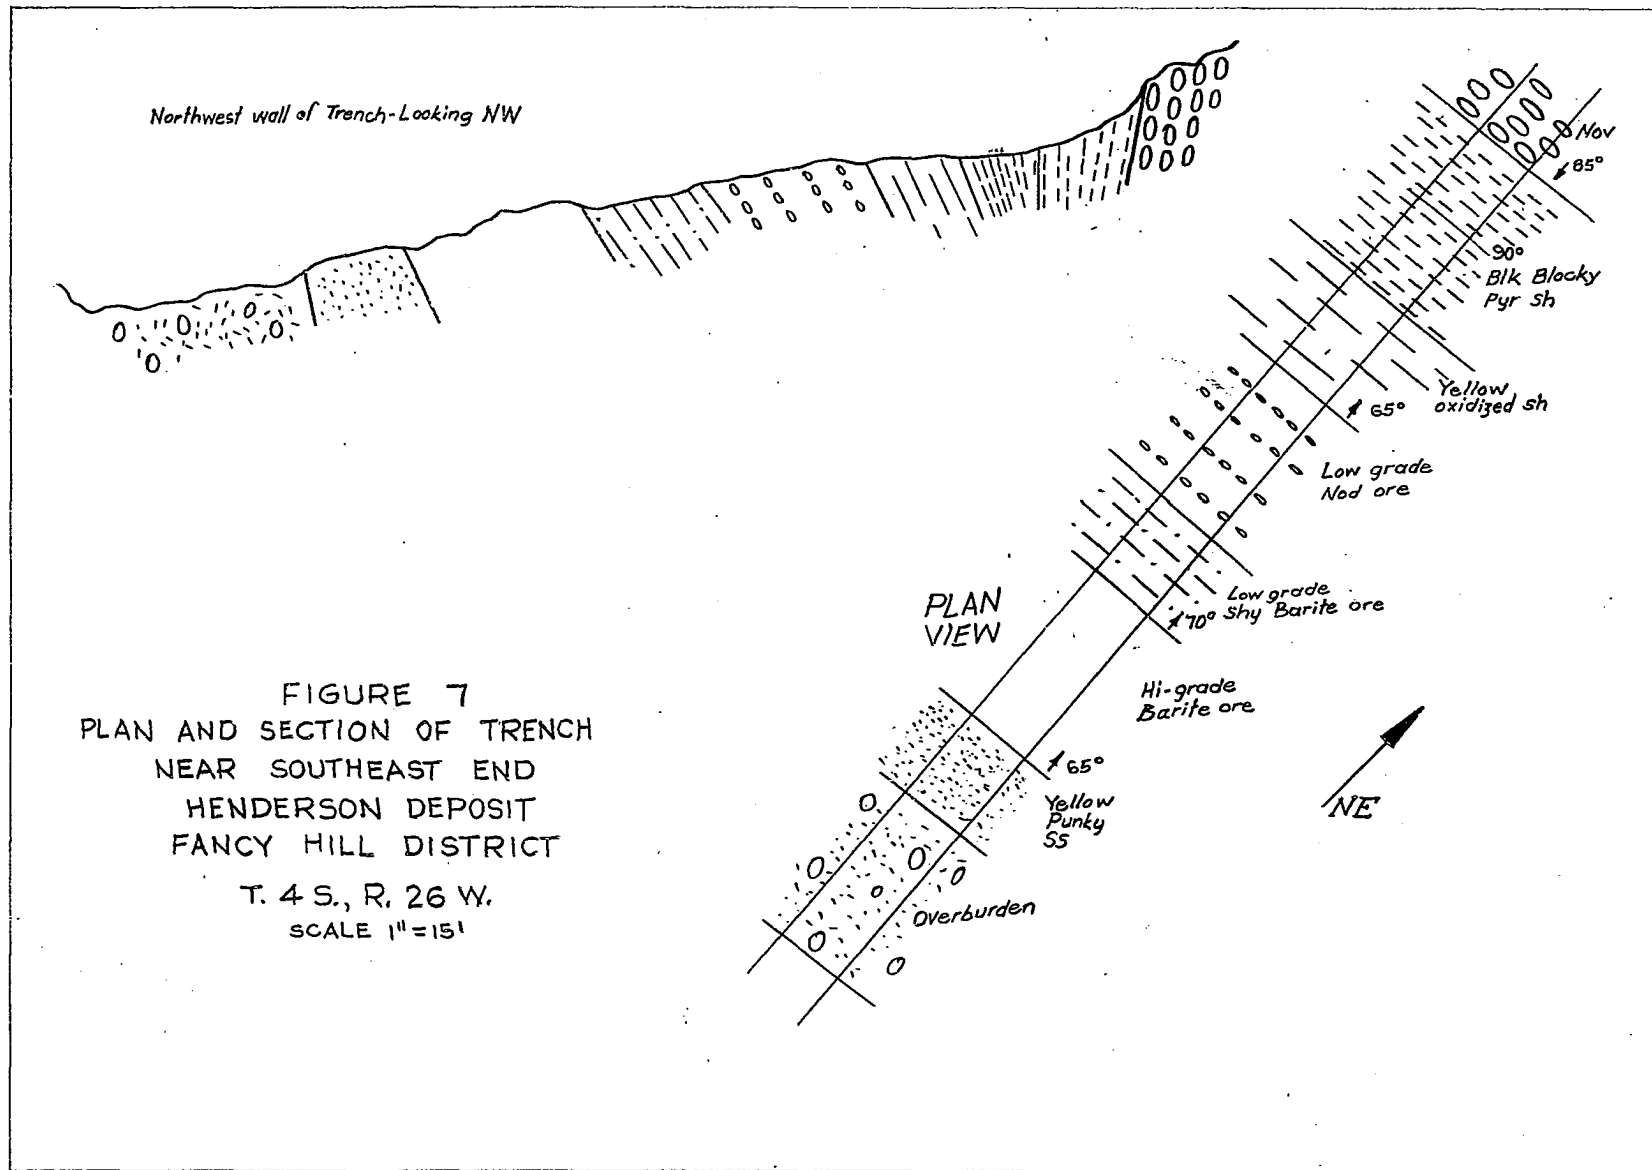 Northwest wall of Trench-Looking NW
Nov
85°
90°
Blk Blocky
Pyr sh
Yellow
oxidized sh
65°
Low grade
Nod ore
Low grade
Shy Barite ore
70°
PLAN
VIEW
Hi-grade
Barite ore
65°
Yellow
Punky
SS
Overburden
NE
FIGURE 7
PLAN AND SECTION OF TRENCH
NEAR SOUTHEAST END
HENDERSON DEPOSIT
FANCY HILL DISTRICT
T. 4 S., R. 26 W.
SCALE 1"=15'